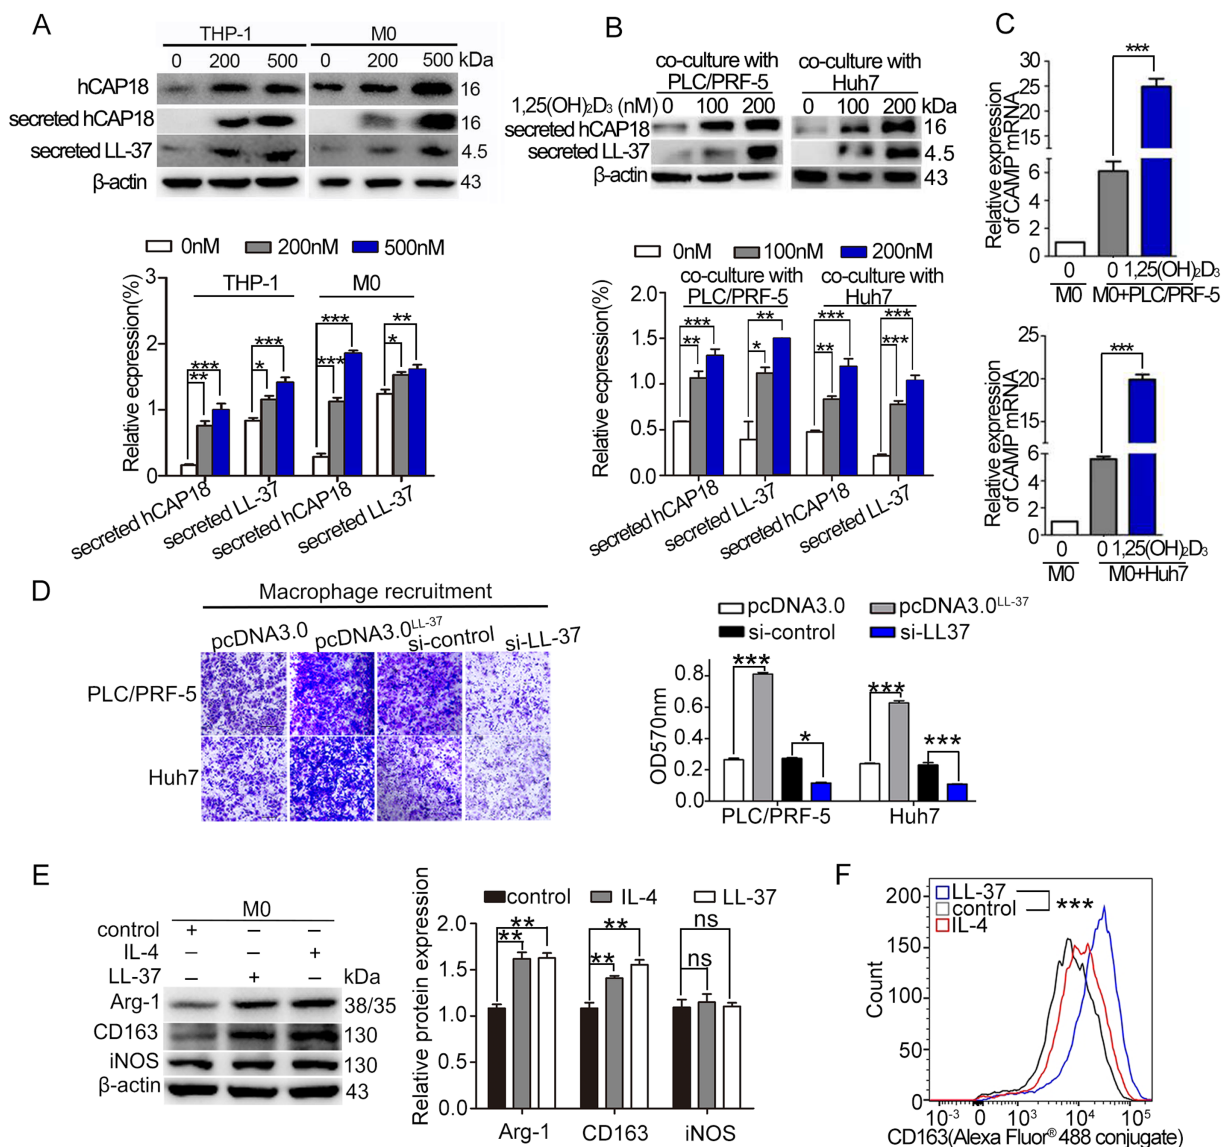 A
THP-1 M0
0 200 500 0 200 500 kDa
hCAP18 16
secreted hCAP18 16
secreted LL-37 4.5
β-actin 43
0nM 200nM 500nM
THP-1 M0
Relative ecpression(%)
3
2
1
0
*** ** *** * *** *** ** *
secreted hCAP18 secreted LL-37 secreted hCAP18 secreted LL-37
B
co-culture with PLC/PRF-5 co-culture with Huh7
1,25(OH)₂D₃ (nM) 0 100 200 0 100 200 kDa
secreted hCAP18 16
secreted LL-37 4.5
β-actin 43
0nM 100nM 200nM
co-culture with PLC/PRF-5 co-culture with Huh7
Relative ecpression(%)
2.0
1.5
1.0
0.5
0.0
*** ** ** * *** ** *** ***
secreted hCAP18 secreted LL-37 secreted hCAP18 secreted LL-37
C
Relative expression of CAMP mRNA
30
25
20
15
6
4
2
0
***
0 0 1,25(OH)₂D₃
M0 M0+PLC/PRF-5
Relative expression of CAMP mRNA
25
20
15
10
6
4
2
0
***
0 0 1,25(OH)₂D₃
M0 M0+Huh7
D
Macrophage recruitment
pcDNA3.0 pcDNA3.0LL-37 si-control si-LL-37
PLC/PRF-5
Huh7
pcDNA3.0 pcDNA3.0LL-37
si-control si-LL37
OD570nm
0.8
0.6
0.4
0.2
0.0
*** * *** ***
PLC/PRF-5 Huh7
E
M0
control + – –
IL-4 – – +
LL-37 – + – kDa
Arg-1 38/35
CD163 130
iNOS 130
β-actin 43
control IL-4 LL-37
Relative protein expression
2.0
1.5
1.0
0.5
0.0
** ** ** ** ns ns
Arg-1 CD163 iNOS
F
LL-37
control
IL-4
***
Count
200
150
100
50
0
-10⁻³ 0 10³ 10⁴ 10⁵
CD163(Alexa Fluor® 488 conjugate)